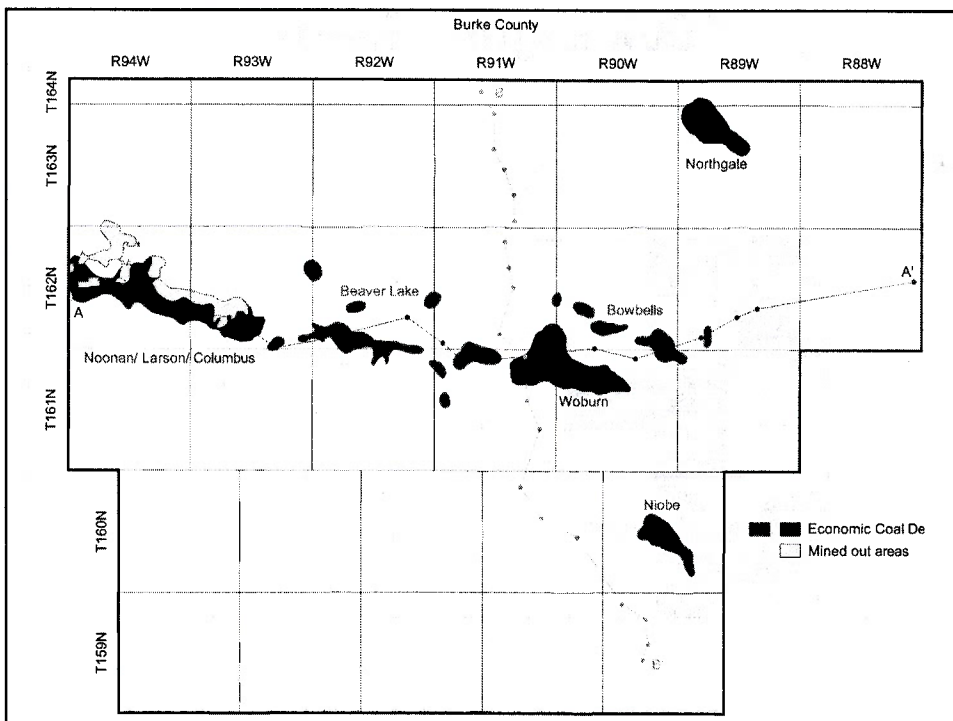 Burke County
R94W R93W R92W R91W R90W R89W R88W
T164N
T163N
Northgate
T162N
A
A'
Beaver Lake
Bowbells
Noonan/ Larson/ Columbus
T161N
Woburn
Niobe
T160N
Economic Coal De
Mined out areas
T159N